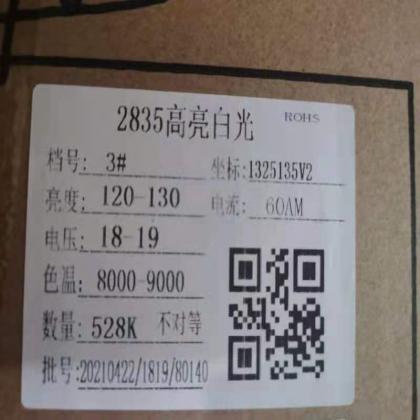 2835高亮白光 ROHS
档号: 3# 坐标:1325135V2
亮度: 120-130 电流: 60AM
电压: 18-19
色温: 8000-9000
数量: 528K 不对等
批号:20210422/1819/80140